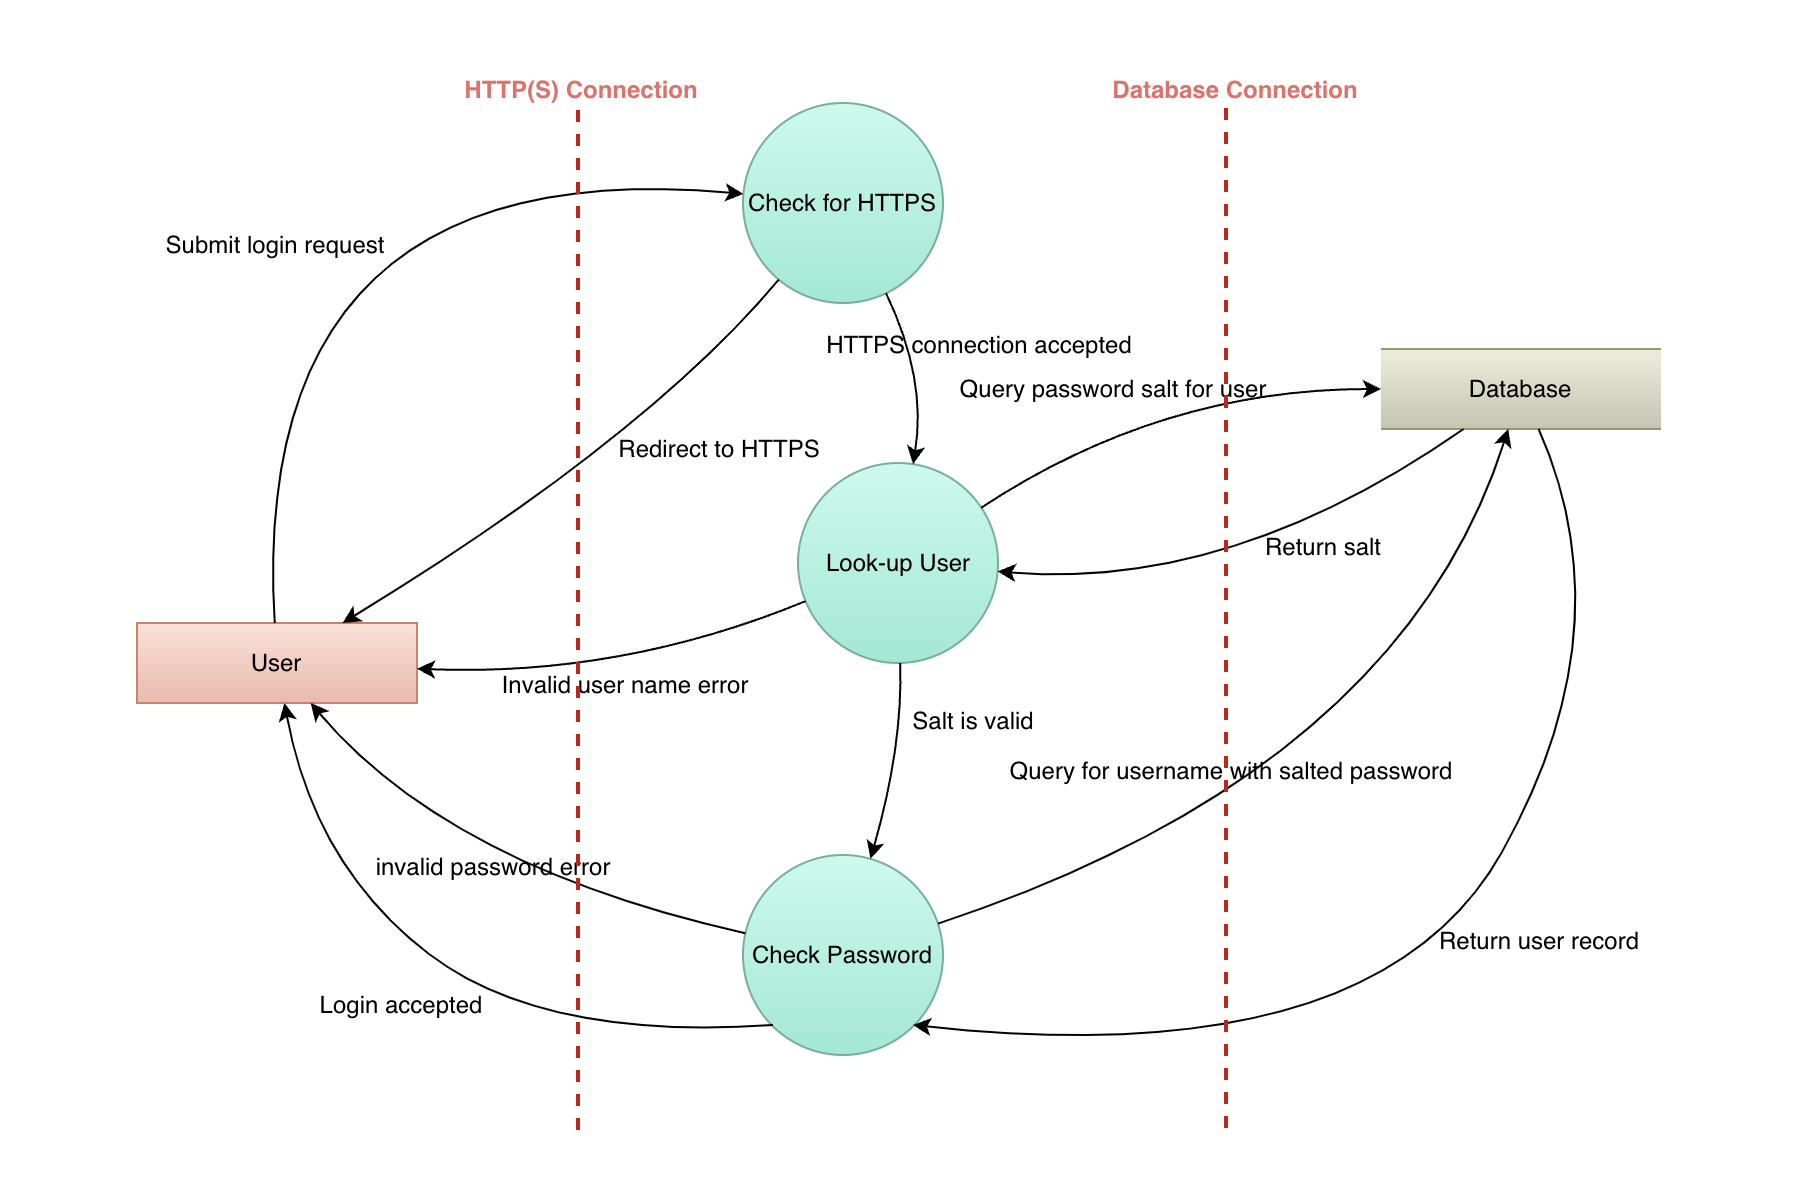 HTTP(S) Connection
Database Connection
Check for HTTPS
Submit login request
HTTPS connection accepted
Query password salt for user
Database
Redirect to HTTPS
Return salt
Look-up User
User
Invalid user name error
Salt is valid
Query for username with salted password
invalid password error
Return user record
Check Password
Login accepted